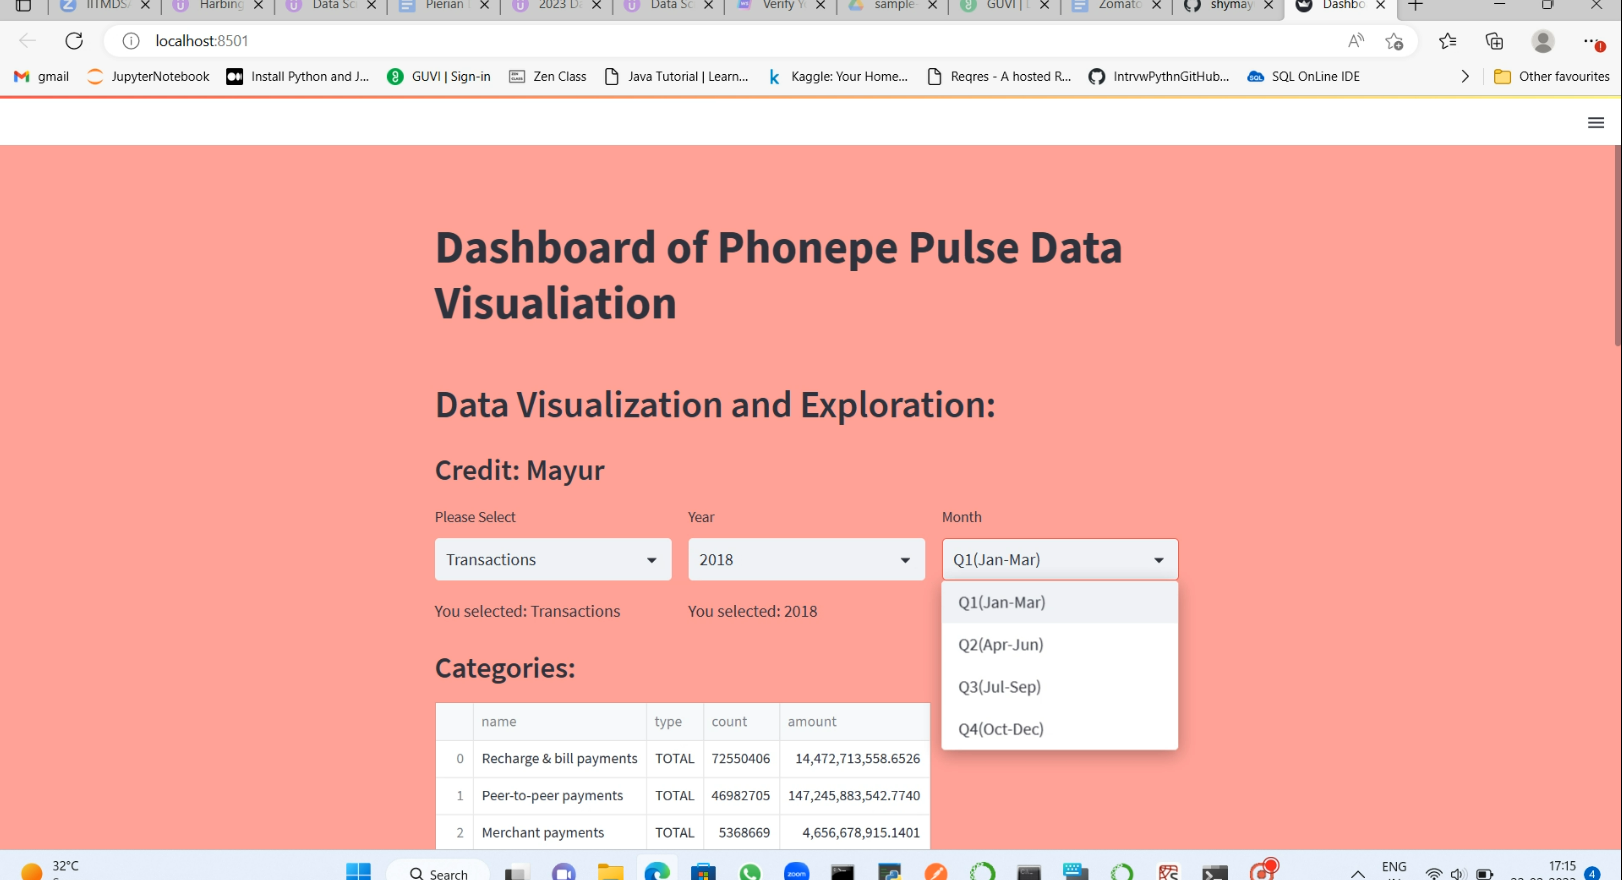 IITMDSA Harbing Data Sc Pierian 2023 D Data Sc Verify Y sample- GUVI | Zomato shymay Dashbo
localhost:8501
gmail JupyterNotebook Install Python and J... GUVI | Sign-in Zen Class Java Tutorial | Learn... Kaggle: Your Home... Reqres - A hosted R... IntrvwPythnGitHub... SQL OnLine IDE Other favourites
Dashboard of Phonepe Pulse Data
Visualiation
Data Visualization and Exploration:
Credit: Mayur
Please Select Year Month
Transactions 2018 Q1(Jan-Mar)
Q1(Jan-Mar)
You selected: Transactions You selected: 2018
Q2(Apr-Jun)
Categories:
Q3(Jul-Sep)
name type count amount
Q4(Oct-Dec)
0 Recharge & bill payments TOTAL 72550406 14,472,713,558.6526
1 Peer-to-peer payments TOTAL 46982705 147,245,883,542.7740
2 Merchant payments TOTAL 5368669 4,656,678,915.1401
32°C
Search
zoom
ENG
17:15
4